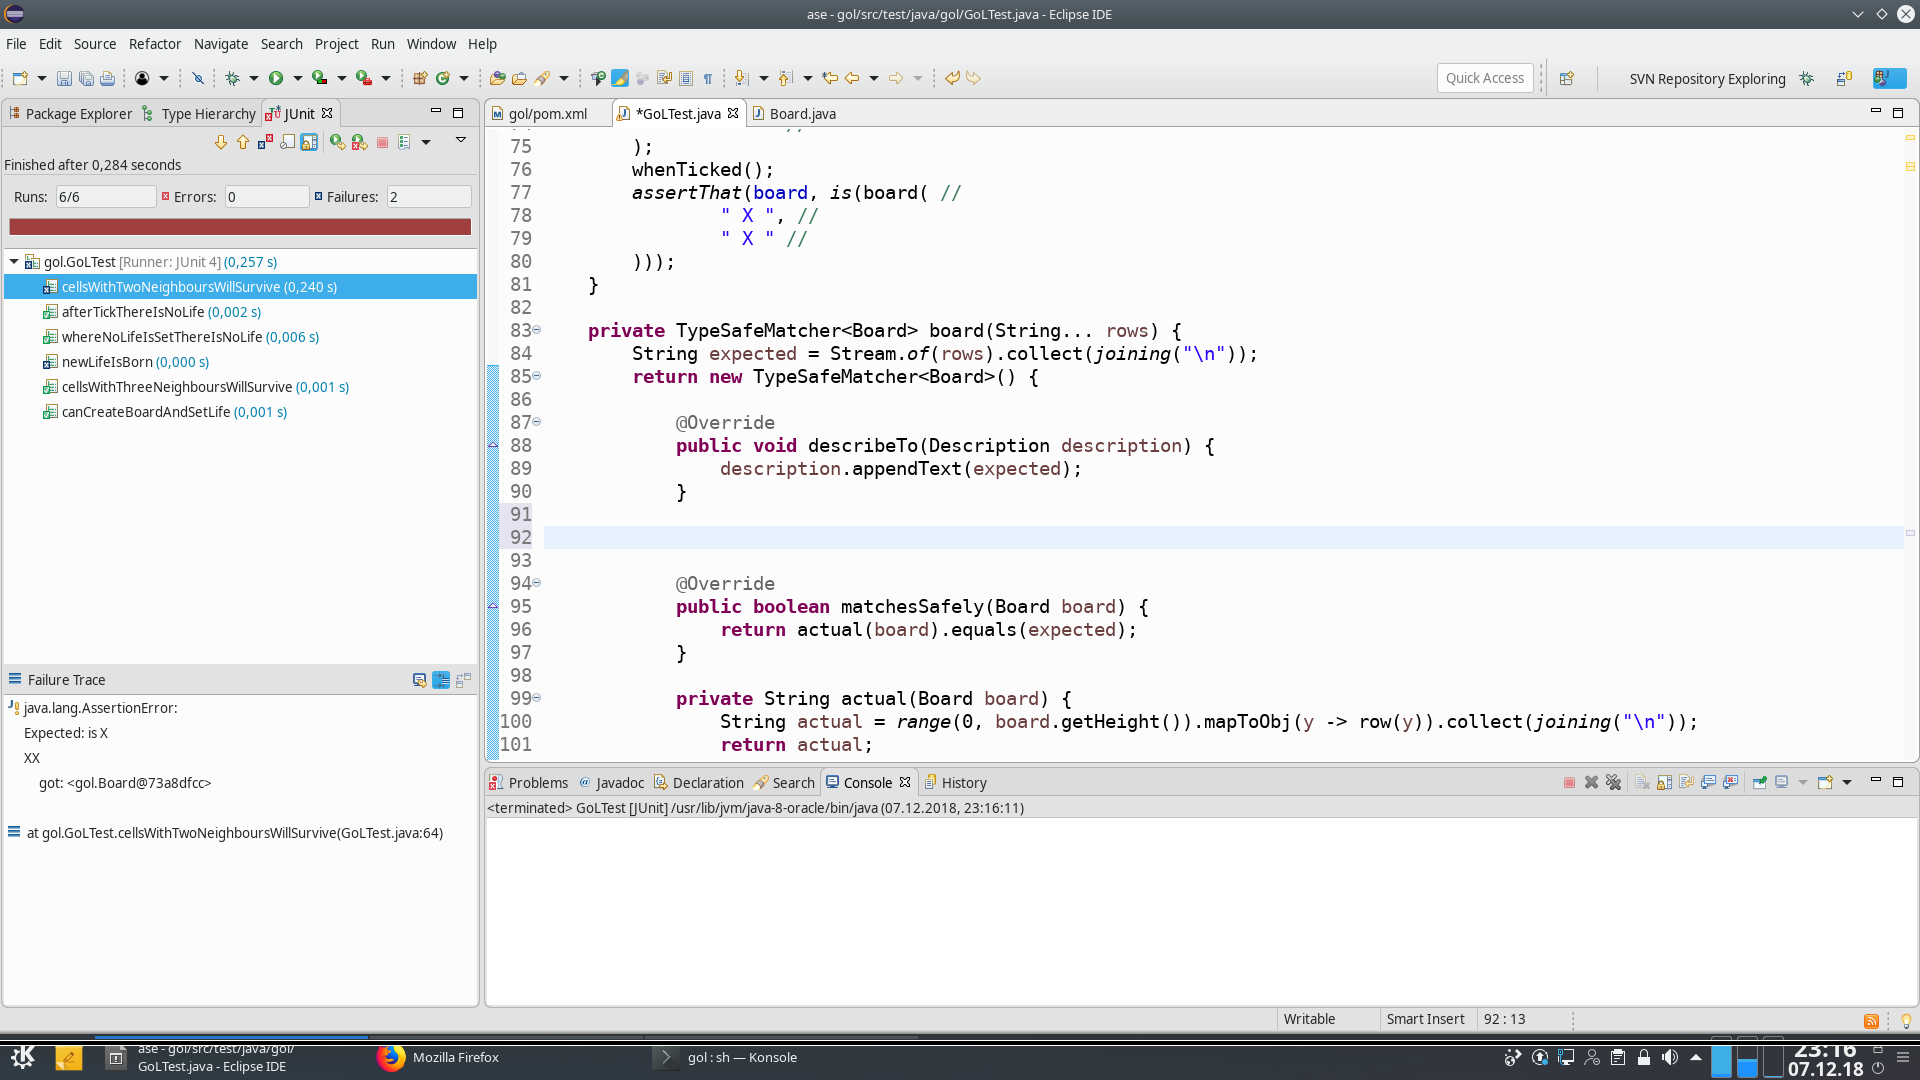 ase - gol/src/test/java/gol/GoLTest.java - Eclipse IDE
File Edit Source Refactor Navigate Search Project Run Window Help
Quick Access
SVN Repository Exploring
Package Explorer Type Hierarchy JUnit
Finished after 0,284 seconds
Runs: 6/6 Errors: 0 Failures: 2
gol.GoLTest [Runner: JUnit 4] (0,257 s)
cellsWithTwoNeighboursWillSurvive (0,240 s)
afterTickThereIsNoLife (0,002 s)
whereNoLifeIsSetThereIsNoLife (0,006 s)
newLifeIsBorn (0,000 s)
cellsWithThreeNeighboursWillSurvive (0,001 s)
canCreateBoardAndSetLife (0,001 s)
Failure Trace
java.lang.AssertionError:
Expected: is X
XX
got: <gol.Board@73a8dfcc>
at gol.GoLTest.cellsWithTwoNeighboursWillSurvive(GoLTest.java:64)
gol/pom.xml *GoLTest.java Board.java
75 );
76 whenTicked();
77 assertThat(board, is(board( //
78 " X ", //
79 " X " //
80 )));
81 }
82
83 private TypeSafeMatcher<Board> board(String... rows) {
84 String expected = Stream.of(rows).collect(joining("\n"));
85 return new TypeSafeMatcher<Board>() {
86
87 @Override
88 public void describeTo(Description description) {
89 description.appendText(expected);
90 }
91
92
93
94 @Override
95 public boolean matchesSafely(Board board) {
96 return actual(board).equals(expected);
97 }
98
99 private String actual(Board board) {
100 String actual = range(0, board.getHeight()).mapToObj(y -> row(y)).collect(joining("\n"));
101 return actual;
Problems Javadoc Declaration Search Console History
<terminated> GoLTest [JUnit] /usr/lib/jvm/java-8-oracle/bin/java (07.12.2018, 23:16:11)
Writable Smart Insert 92 : 13
ase - gol/src/test/java/gol/
GoLTest.java - Eclipse IDE
Mozilla Firefox
gol : sh — Konsole
23:16
07.12.18